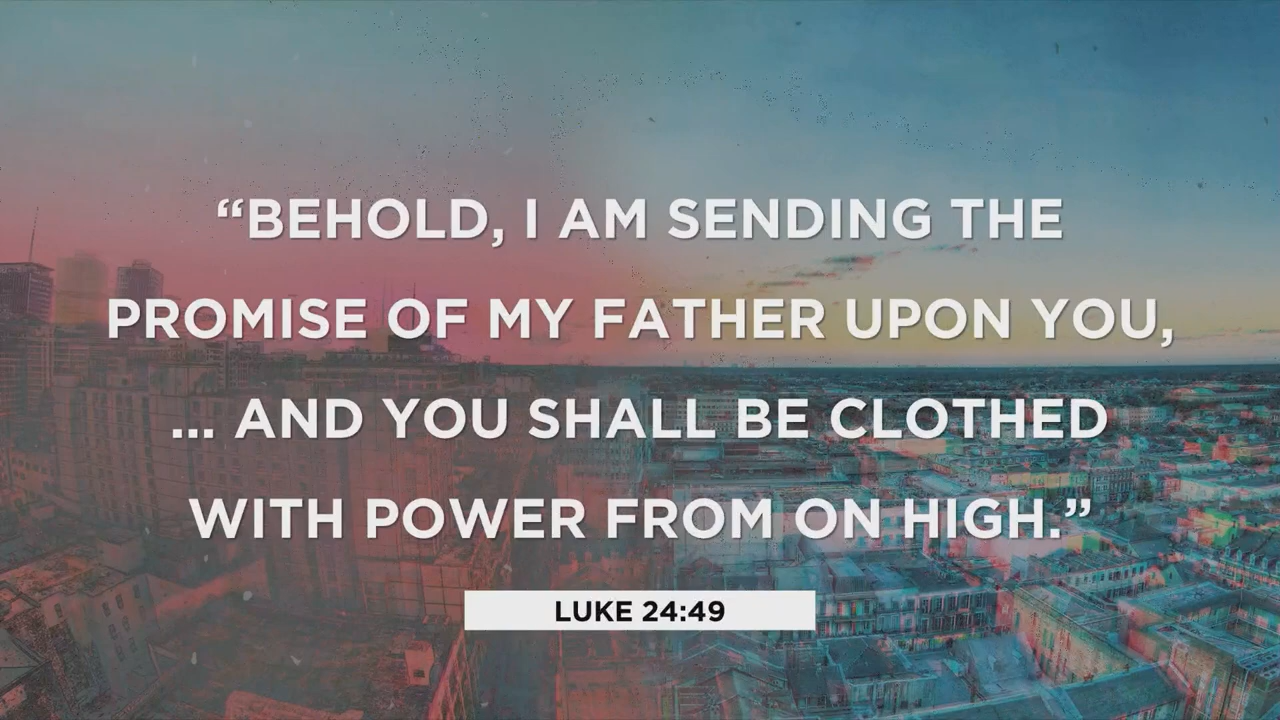 “BEHOLD, I AM SENDING THE
PROMISE OF MY FATHER UPON YOU,
... AND YOU SHALL BE CLOTHED
WITH POWER FROM ON HIGH.”
LUKE 24:49